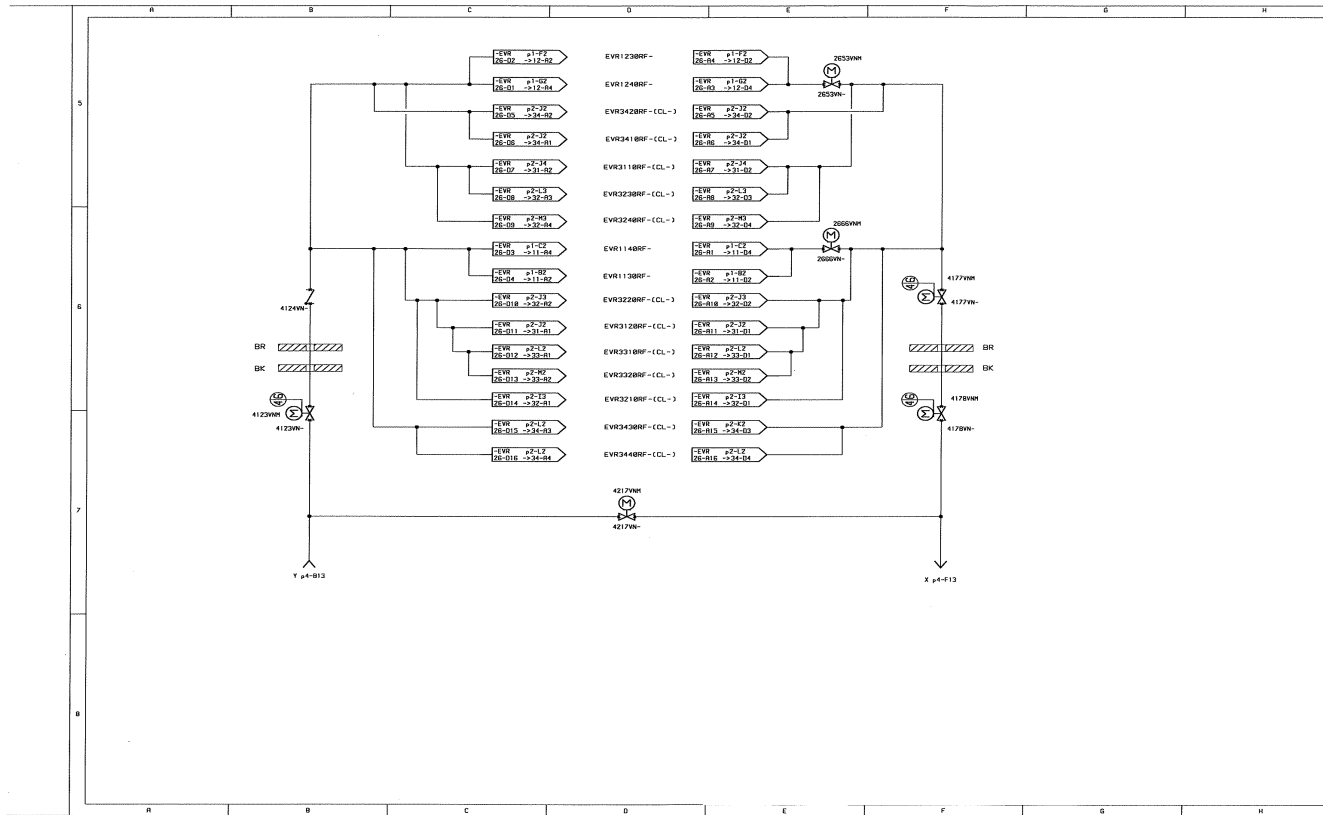 A B C D E F G H
-EVR p1-F2
26-D2 ->12-A2
EVR1230RF-
-EVR p1-F2
26-A4 ->12-D2
2653VNM
M
2653VN-
-EVR p1-G2
26-D1 ->12-A4
EVR1240RF-
-EVR p1-G2
26-A3 ->12-D4
5
-EVR p2-J2
26-D5 ->34-A2
EVR3420RF-(CL-)
-EVR p2-J2
26-A5 ->34-D2
-EVR p2-J2
26-D6 ->34-A1
EVR3410RF-(CL-)
-EVR p2-J2
26-A6 ->34-D1
-EVR p2-J4
26-D7 ->31-A2
EVR3110RF-(CL-)
-EVR p2-J4
26-A7 ->31-D2
-EVR p2-L3
26-D8 ->32-A3
EVR3230RF-(CL-)
-EVR p2-L3
26-A8 ->32-D3
-EVR p2-M3
26-D9 ->32-A4
EVR3240RF-(CL-)
-EVR p2-M3
26-A9 ->32-D4
2666VNM
M
2666VN-
-EVR p1-C2
26-D3 ->11-A4
EVR1140RF-
-EVR p1-C2
26-A1 ->11-D4
-EVR p1-B2
26-D4 ->11-A2
EVR1130RF-
-EVR p1-B2
26-A2 ->11-D2
4177VNM
4177VN-
4124VN-
6
-EVR p2-J3
26-D10 ->32-A2
EVR3220RF-(CL-)
-EVR p2-J3
26-A10 ->32-D2
-EVR p2-J2
26-D11 ->31-A1
EVR3120RF-(CL-)
-EVR p2-J2
26-A11 ->31-D1
BR
-EVR p2-L2
26-D12 ->33-A1
EVR3310RF-(CL-)
-EVR p2-L2
26-A12 ->33-D1
BR
BK
-EVR p2-M2
26-D13 ->33-A2
EVR3320RF-(CL-)
-EVR p2-M2
26-A13 ->33-D2
BK
-EVR p2-I3
26-D14 ->32-A1
EVR3210RF-(CL-)
-EVR p2-I3
26-A14 ->32-D1
4178VNM
4178VN-
4123VNM
4123VN-
-EVR p2-L2
26-D15 ->34-A3
EVR3430RF-(CL-)
-EVR p2-K2
26-A15 ->34-D3
-EVR p2-L2
26-D16 ->34-A4
EVR3440RF-(CL-)
-EVR p2-L2
26-A16 ->34-D4
7
4217VNM
M
4217VN-
Y p4-B13
X p4-F13
8
A B C D E F G H